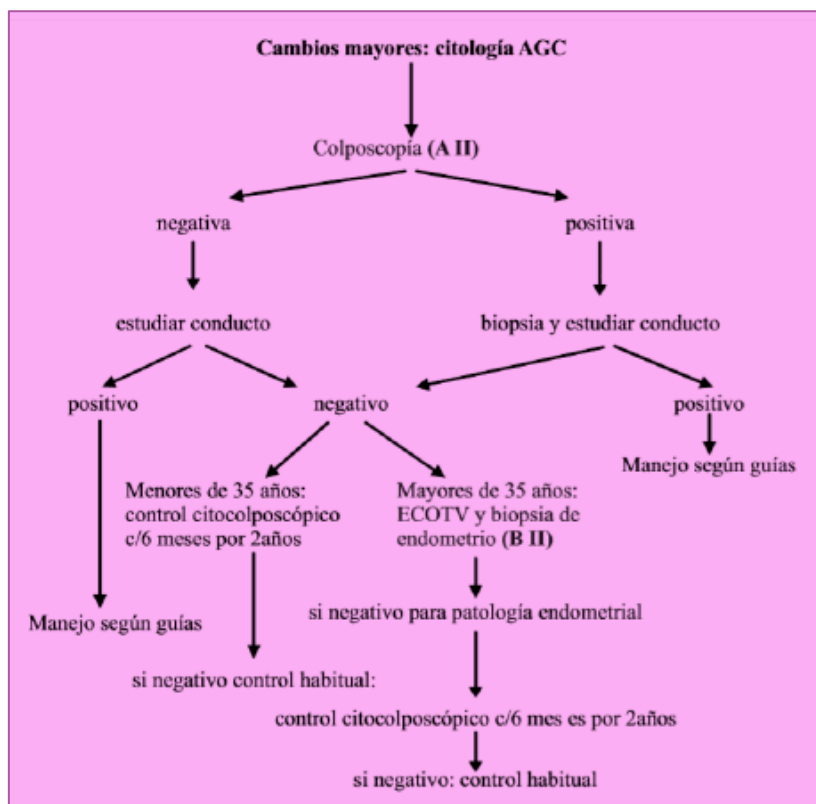 Cambios mayores: citología AGC
Colposcopía (A II)
negativa
positiva
estudiar conducto
biopsia y estudiar conducto
positivo
negativo
positivo
Manejo según guías
Menores de 35 años:
control citocolposcópico
c/6 meses por 2años
Mayores de 35 años:
ECOTV y biopsia de
endometrio (B II)
si negativo para patología endometrial
Manejo según guías
si negativo control habitual:
control citocolposcópico c/6 mes es por 2años
si negativo: control habitual